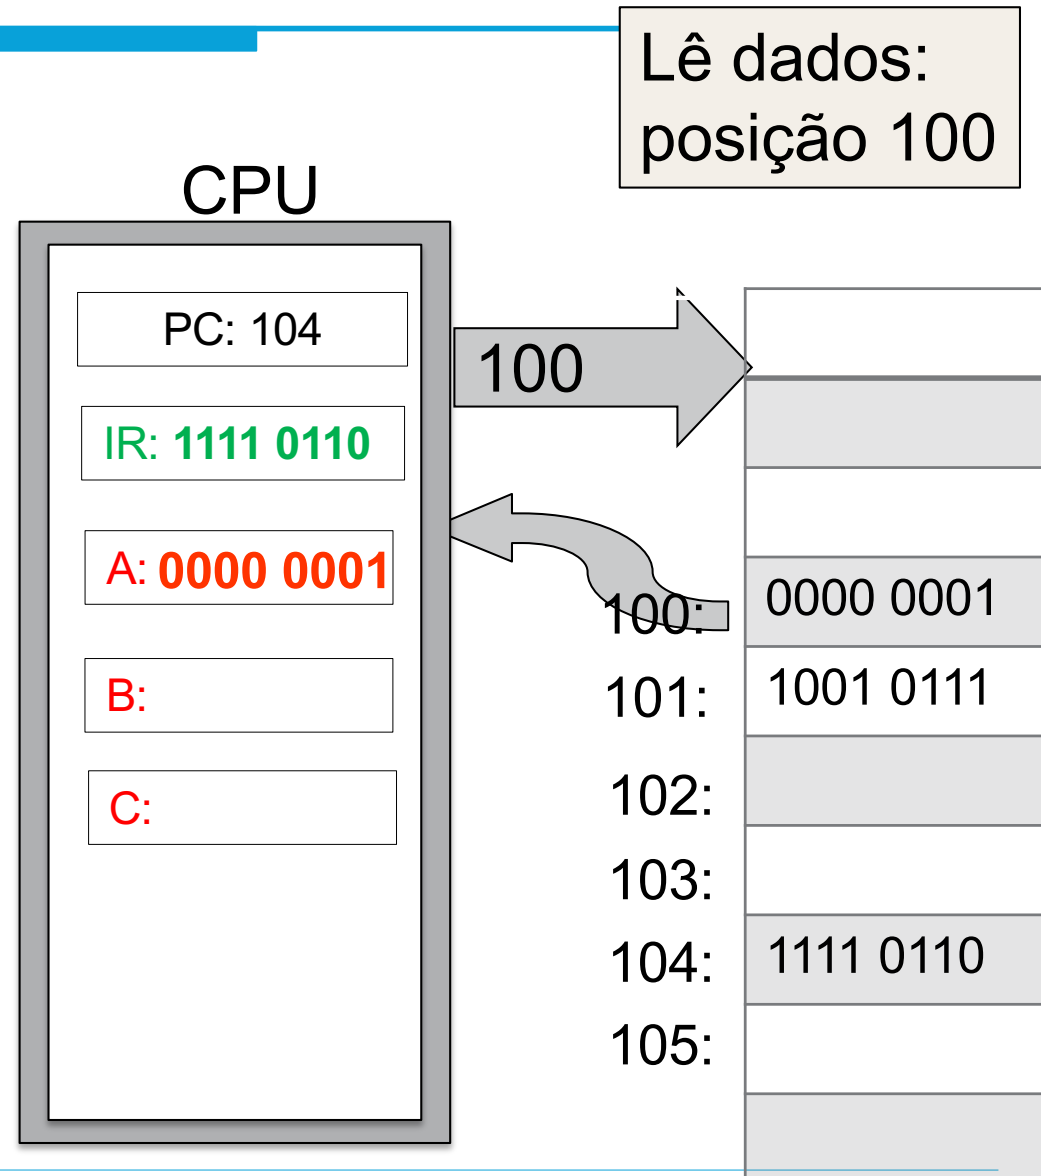 Lê dados:
posição 100
CPU
PC: 104
100
IR: 1111 0110
A: 0000 0001
100: 0000 0001
B:
101: 1001 0111
C:
102:
103:
104: 1111 0110
105: